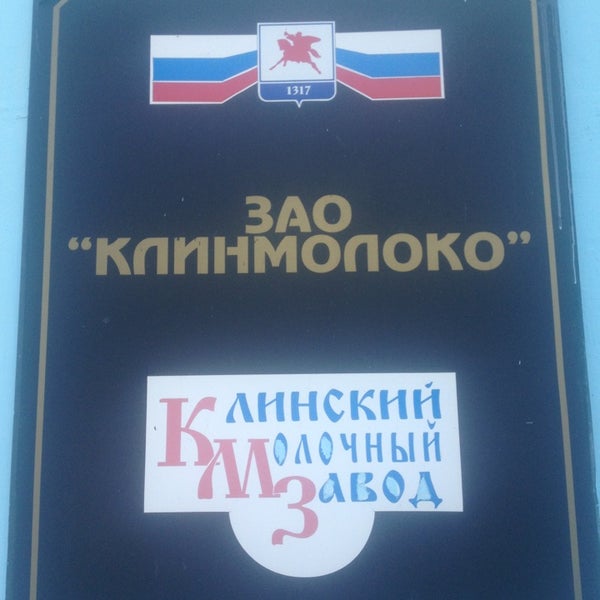 1317
ЗАО
“КЛИНМОЛОКО”
КЛИНСКИЙ
МОЛОЧНЫЙ
ЗАВОД